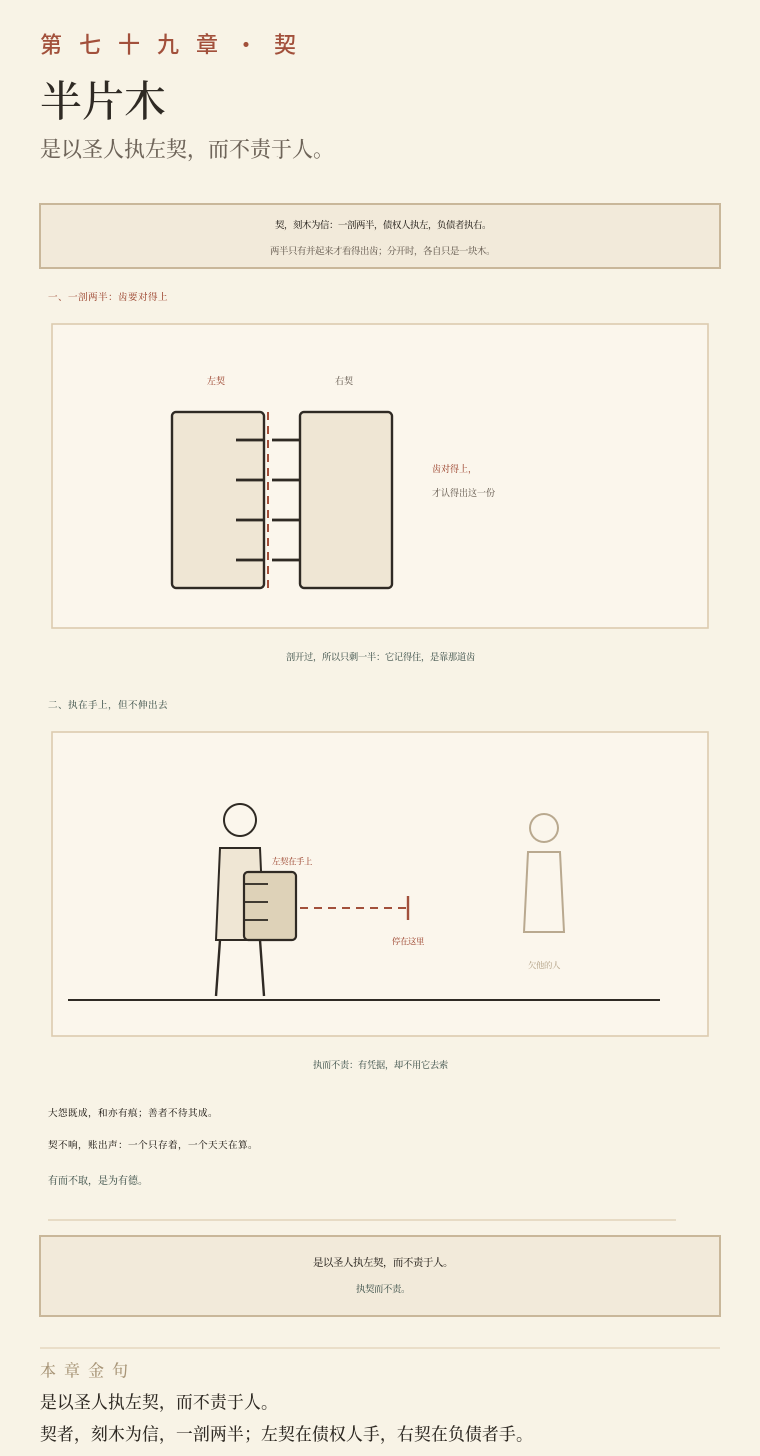 第七十九章·契
半片木
是以圣人执左契，而不责于人。
契，刻木为信：一剖两半，债权人执左，负债者执右。
两半只有并起来才看得出齿；分开时，各自只是一块木。
一、一剖两半：齿要对得上
左契
右契
齿对得上，
才认得出这一份
剖开过，所以只剩一半：它记得住，是靠那道齿
二、执在手上，但不伸出去
左契在手上
停在这里
欠他的人
执而不责：有凭据，却不用它去索
大怨既成，和亦有痕；善者不待其成。
契不响，账出声：一个只存着，一个天天在算。
有而不取，是为有德。
是以圣人执左契，而不责于人。
执契而不责。
本章金句
是以圣人执左契，而不责于人。
契者，刻木为信，一剖两半；左契在债权人手，右契在负债者手。